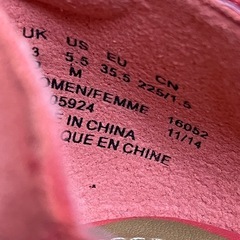 UK US EU CN
3 5.5 35.5 225/1.5
M
OMEN/FEMME 16052
05924 11/14
E IN CHINA
QUE EN CHINE